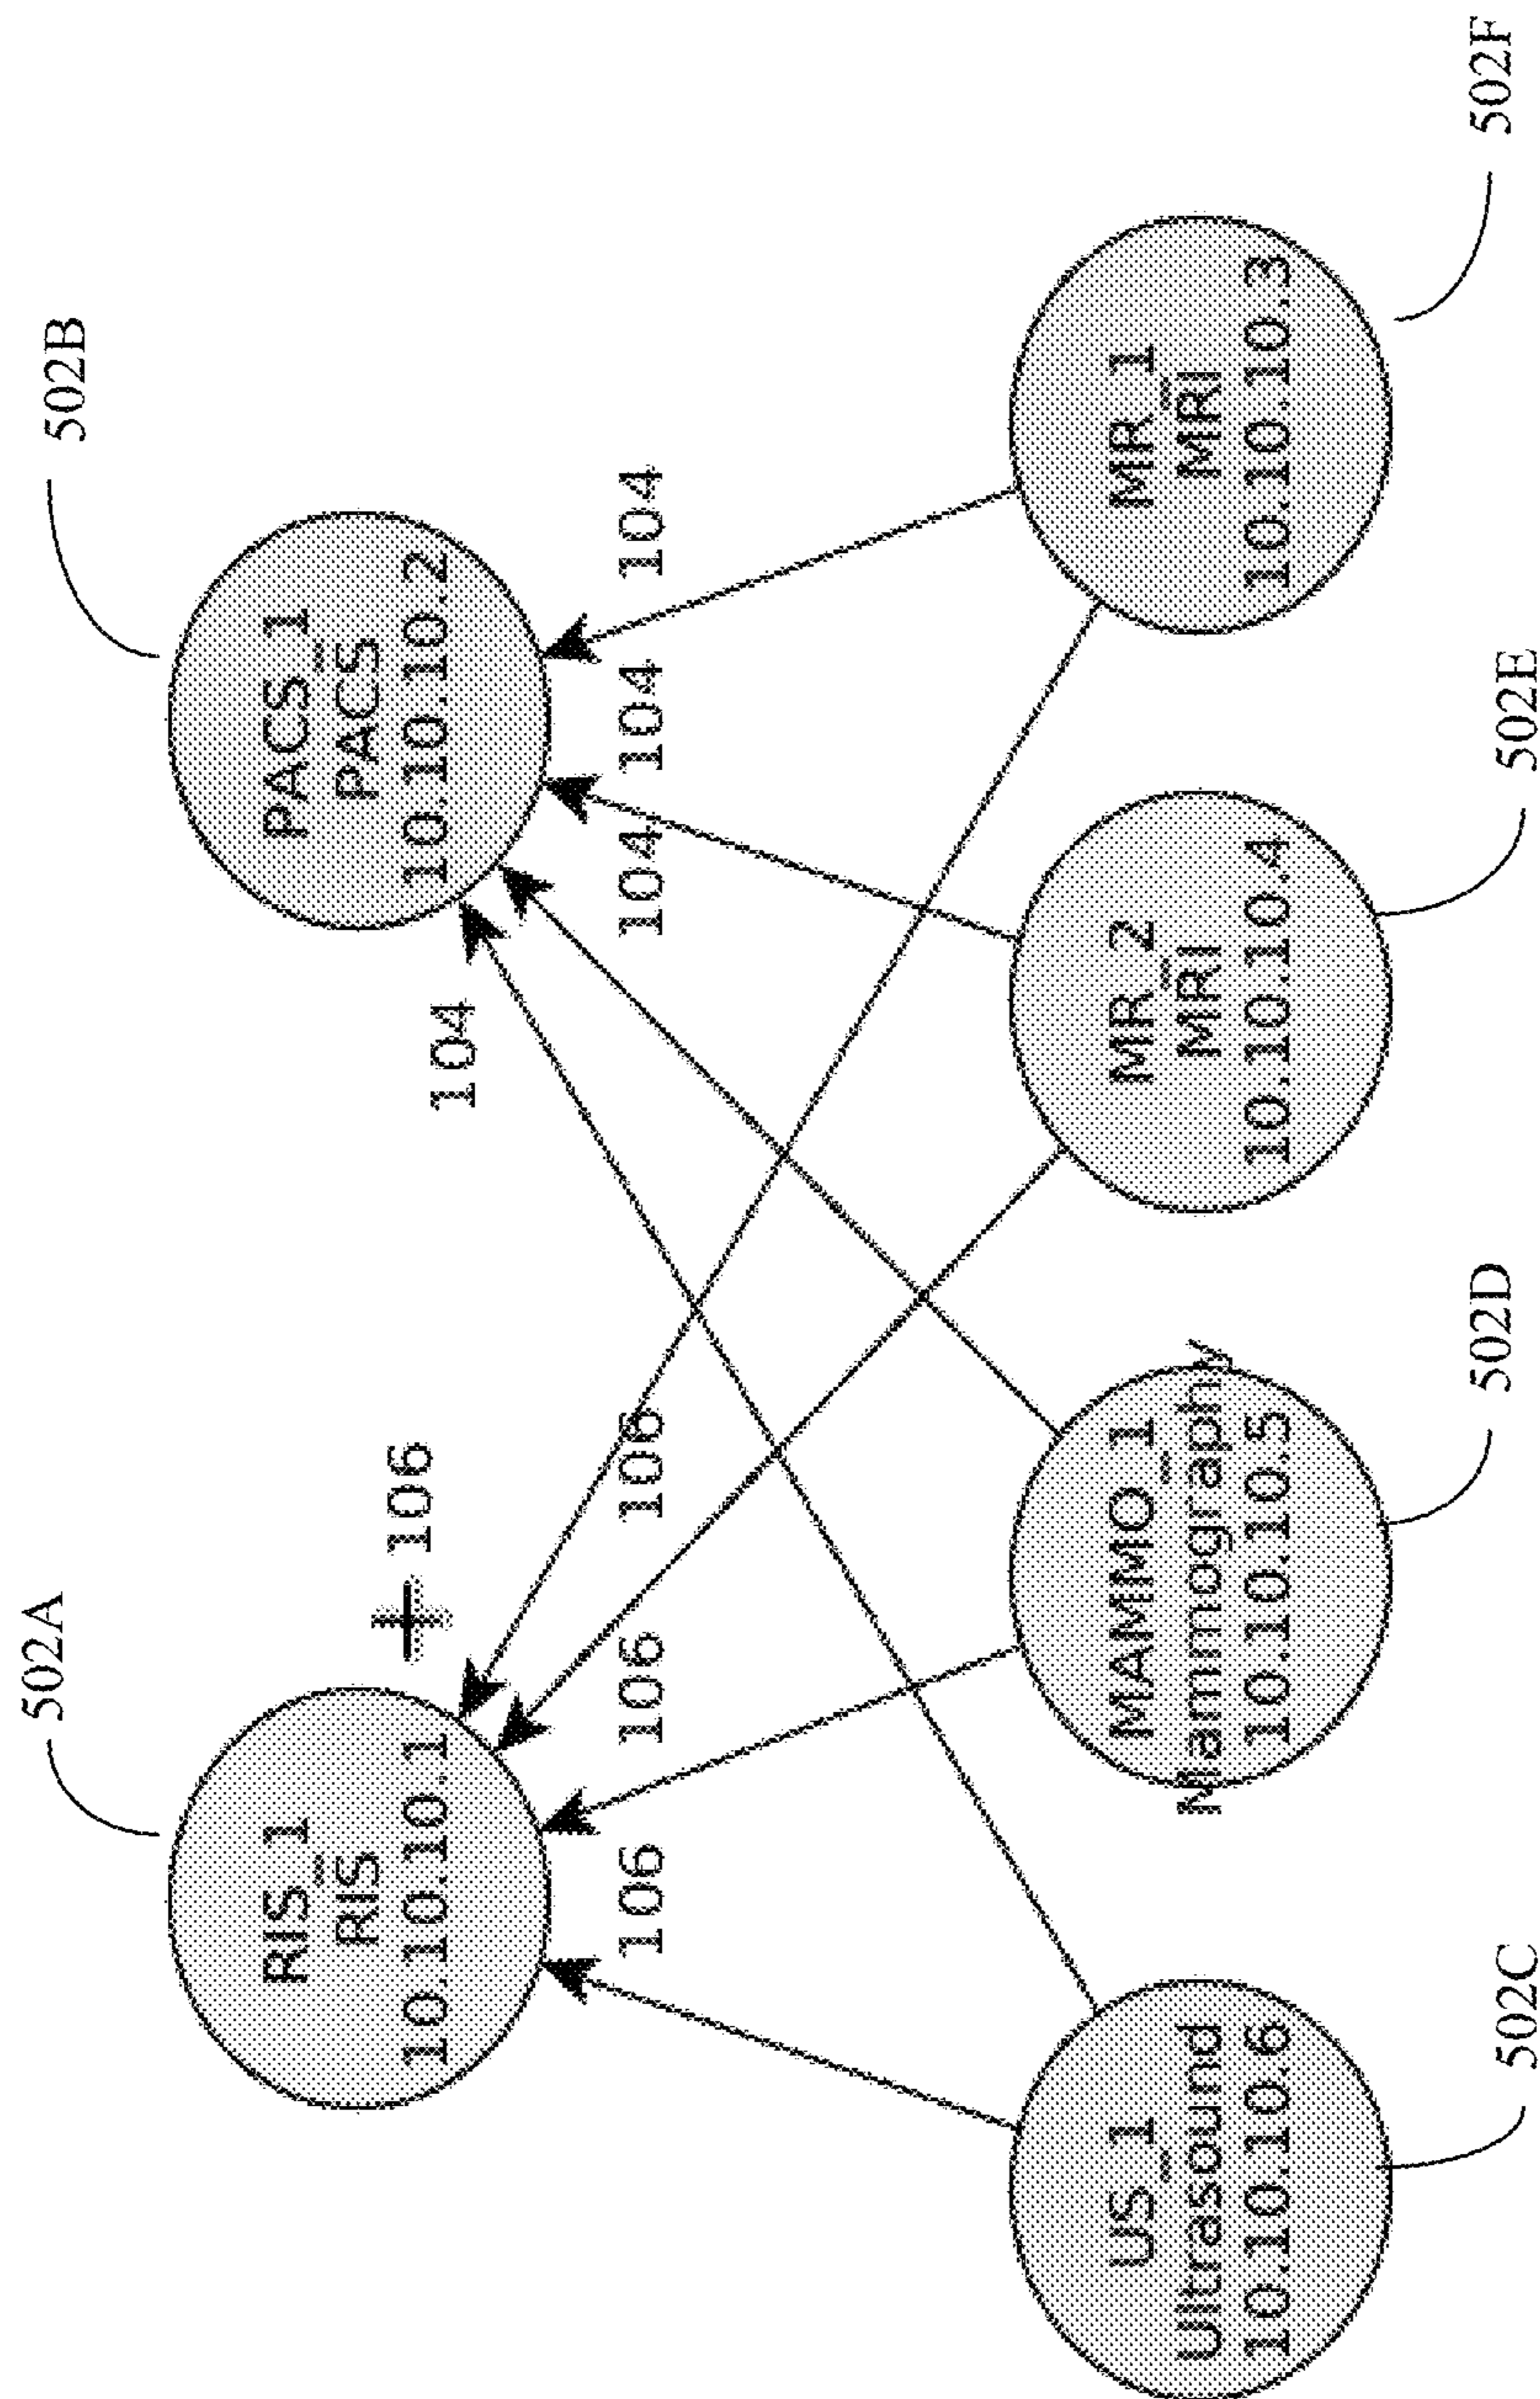 502A
502B
RIS_1
RIS
10.10.10.1
PACS_1
PACS
10.10.10.2
106
104
106
106
106
104
104
104
US_1
Ultrasound
10.10.10.6
MAMMO_1
Mammography
10.10.10.5
MR_2
MRI
10.10.10.4
MR_1
MRI
10.10.10.3
502C
502D
502E
502F